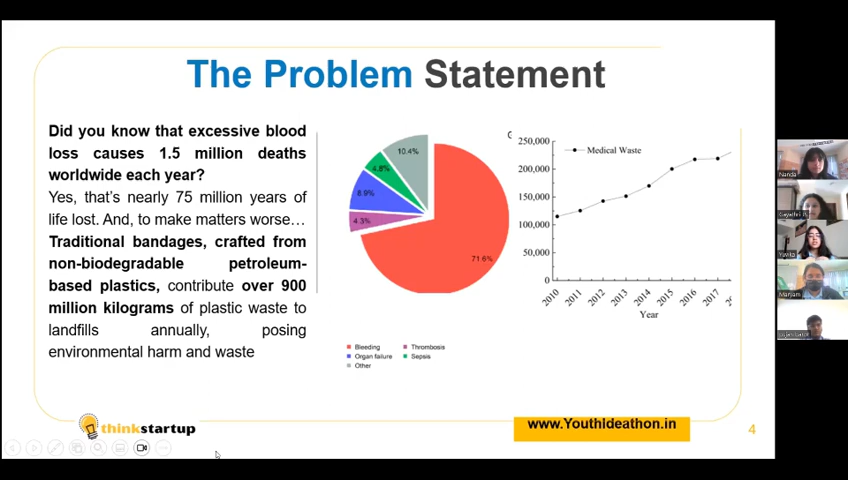 The Problem Statement
Did you know that excessive blood
loss causes 1.5 million deaths
worldwide each year?
Yes, that's nearly 75 million years of
life lost. And, to make matters worse…
Traditional bandages, crafted from
non-biodegradable petroleum-
based plastics, contribute over 900
million kilograms of plastic waste to
landfills annually, posing
environmental harm and waste
10.4%
4.8%
8.9%
4.3%
71.6%
Bleeding
Thrombosis
Organ failure
Sepsis
Other
250,000
200,000
150,000
100,000
50,000
0
Medical Waste
2010 2011 2012 2013 2014 2015 2016 2017
Year
thinkstartup
www.YouthIdeathon.in
4
Nanda
Gayathri
Yuvika
Mariam